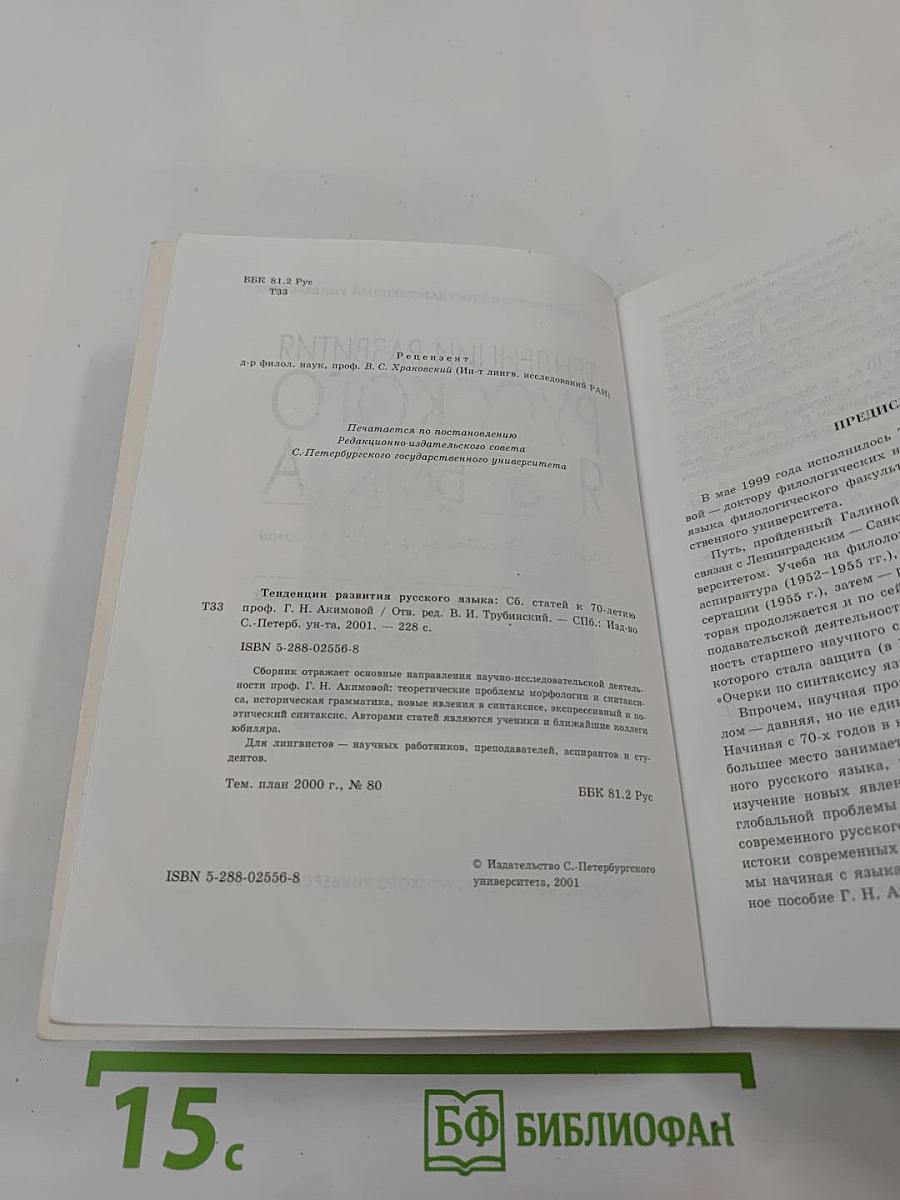 ББК 81.2 Рус
Т33
Рецензент
д-р филол. наук, проф. В. С. Храковский (Ин-т лингв. исследований РАН)
Печатается по постановлению
Редакционно-издательского совета
С.-Петербургского государственного университета
Тенденции развития русского языка: Сб. статей к 70-летию
Т33 проф. Г. Н. Акимовой / Отв. ред. В. И. Трубинский. — СПб.: Изд-во
С.-Петерб. ун-та, 2001. — 228 с.
ISBN 5-288-02556-8
Сборник отражает основные направления научно-исследовательской деятель-
ности проф. Г. Н. Акимовой: теоретические проблемы морфологии и синтакси-
са, историческая грамматика, новые явления в синтаксисе, экспрессивный и по-
этический синтаксис. Авторами статей являются ученики и ближайшие коллеги
юбиляра.
Для лингвистов — научных работников, преподавателей, аспирантов и сту-
дентов.
Тем. план 2000 г., № 80
ББК 81.2 Рус
ISBN 5-288-02556-8
© Издательство С.-Петербургского
университета, 2001
ПРЕДИС
В мае 1999 года исполнилось
вой — доктору филологических н
языка филологического факульт
ственного университета.
Путь, пройденный Галиной
связан с Ленинградским — Санк
верситетом. Учеба на филоло
аспирантура (1952–1955 гг.),
сертации (1955 г.), затем —
торая продолжается и по сей
подавательской деятельност
ность старшего научного с
которого стала защита (в
«Очерки по синтаксису яз
Впрочем, научная про
лом — давняя, но не един
Начиная с 70-х годов в
большее место занимает
ного русского языка,
изучение новых явлен
глобальной проблемы
современного русског
истоки современных
мы начиная с языка
ное пособие Г. Н. А
15 с
БФ БИБЛИОФАН